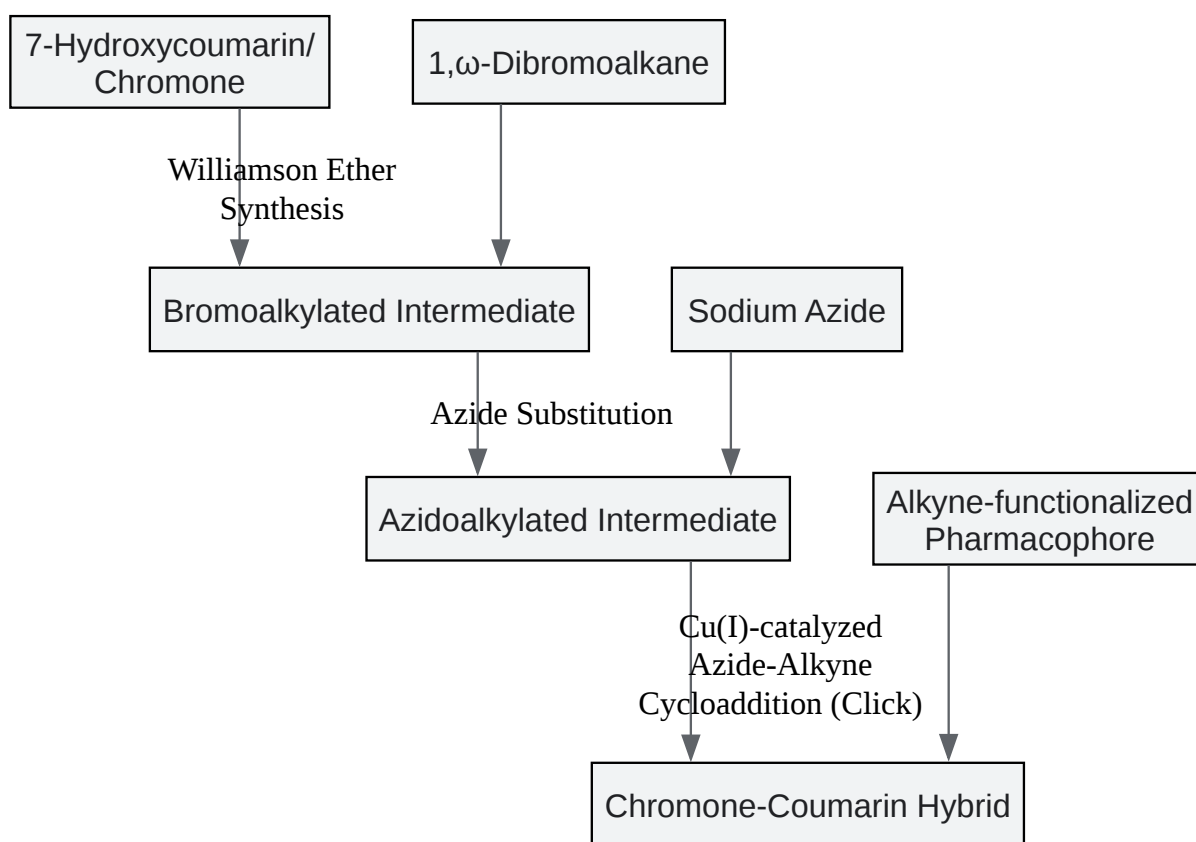 7-Hydroxycoumarin/
Chromone
1,ω-Dibromoalkane
Williamson Ether
Synthesis
Bromoalkylated Intermediate
Sodium Azide
Azide Substitution
Azidoalkylated Intermediate
Alkyne-functionalized
Pharmacophore
Cu(I)-catalyzed
Azide-Alkyne
Cycloaddition (Click)
Chromone-Coumarin Hybrid